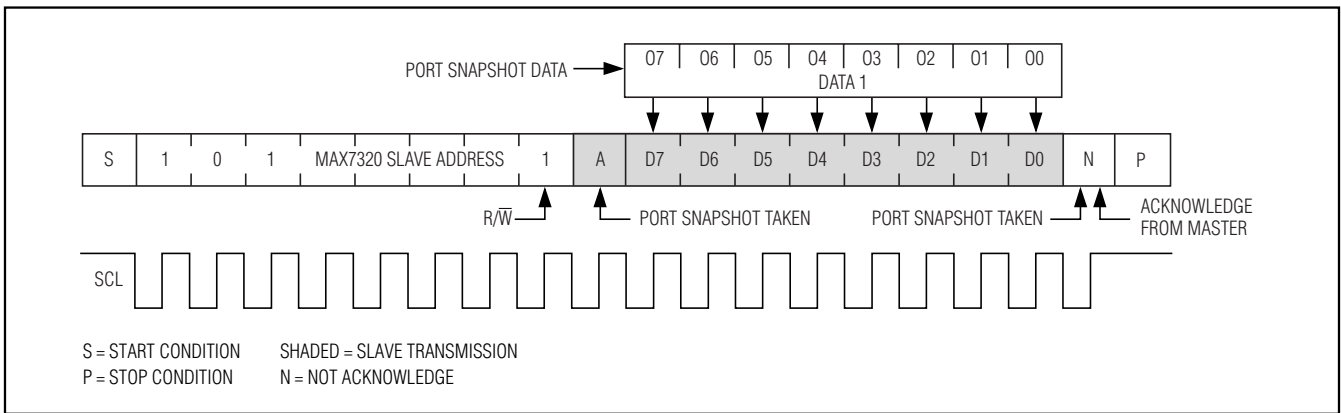 O7 O6 O5 O4 O3 O2 O1 O0
PORT SNAPSHOT DATA
DATA 1
S 1 0 1 MAX7320 SLAVE ADDRESS 1 A D7 D6 D5 D4 D3 D2 D1 D0 N P
R/W̅ PORT SNAPSHOT TAKEN PORT SNAPSHOT TAKEN ACKNOWLEDGE
FROM MASTER
SCL
S = START CONDITION SHADED = SLAVE TRANSMISSION
P = STOP CONDITION N = NOT ACKNOWLEDGE